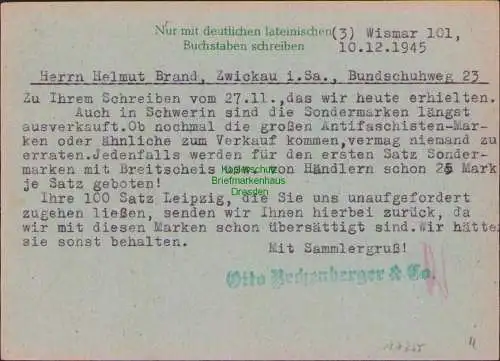 Nur mit deutlichen lateinischen (3) Wismar 101,
Buchstaben schreiben 10.12.1945
Herrn Helmut Brand, Zwickau i.Sa., Bundschuhweg 23
Zu Ihrem Schreiben vom 27.11.,das wir heute erhielten.
Auch in Schwerin sind die Sondermarken längst
ausverkauft.Ob nochmal die großen Antifaschisten-Mar-
ken oder ähnliche zum Verkauf kommen,vermag niemand zu
erraten.Jedenfalls werden für den ersten Satz Sonder-
marken mit Breitscheis usw. von Händlern schon 25 Mark
je Satz geboten!
Briefmarkenhaus
Dresden
Ihre 100 Satz Leipzig, die Sie uns unaufgefordert
zugehen ließen, senden wir Ihnen hierbei zurück, da
wir mit diesen Marken schon übersättigt sind.Wir hätte
sie sonst behalten.
Mit Sammlergruß!
Otto & Co.